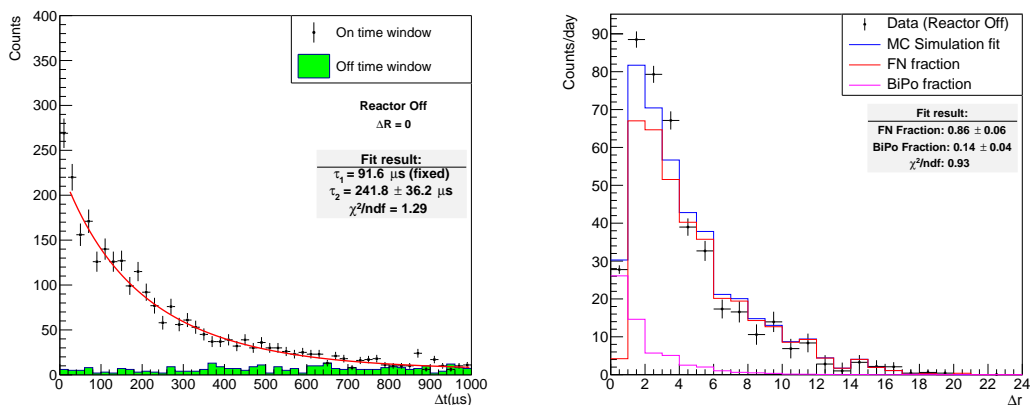 Counts
400
350
300
250
200
150
100
50
0
0 100 200 300 400 500 600 700 800 900 1000
Δt(μs)
On time window
Off time window
Reactor Off
ΔR = 0
Fit result:
τ1 = 91.6 μs (fixed)
τ2 = 241.8 ± 36.2 μs
χ²/ndf = 1.29
Counts/day
90
80
70
60
50
40
30
20
10
0
0 2 4 6 8 10 12 14 16 18 20 22 24
Δr
Data (Reactor Off)
MC Simulation fit
FN fraction
BiPo fraction
Fit result:
FN Fraction: 0.86 ± 0.06
BiPo Fraction: 0.14 ± 0.04
χ²/ndf: 0.93